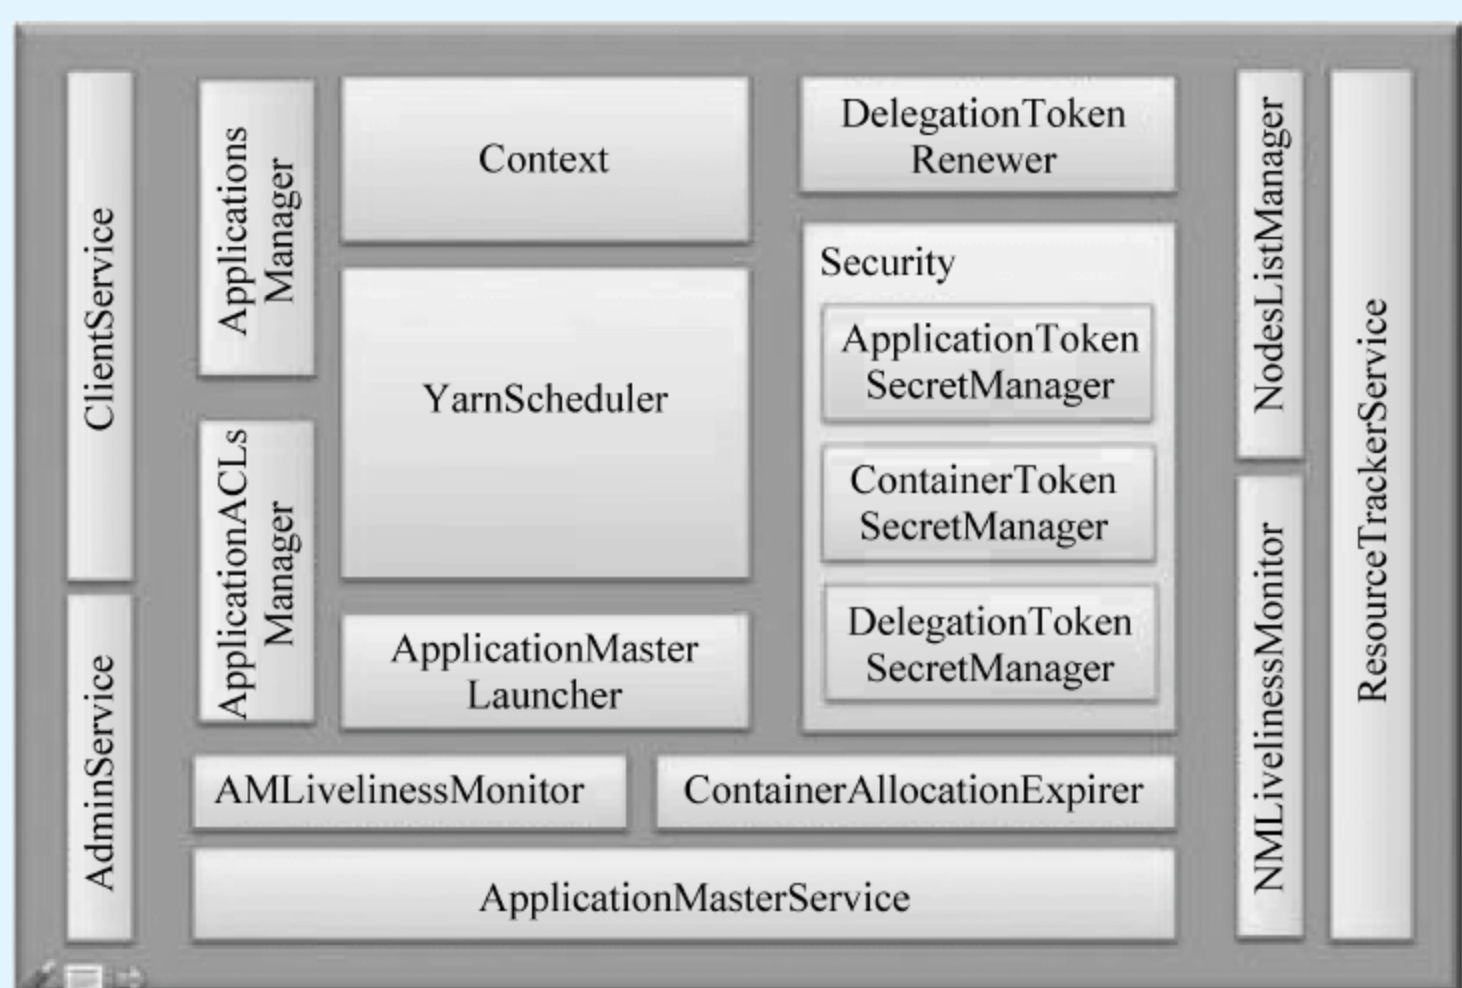 ClientService
AdminService
Applications
Manager
ApplicationACLs
Manager
Context
YarnScheduler
ApplicationMaster
Launcher
DelegationToken
Renewer
Security
ApplicationToken
SecretManager
ContainerToken
SecretManager
DelegationToken
SecretManager
AMLivelinessMonitor
ContainerAllocationExpirer
ApplicationMasterService
NodesListManager
NMLivelinessMonitor
ResourceTrackerService